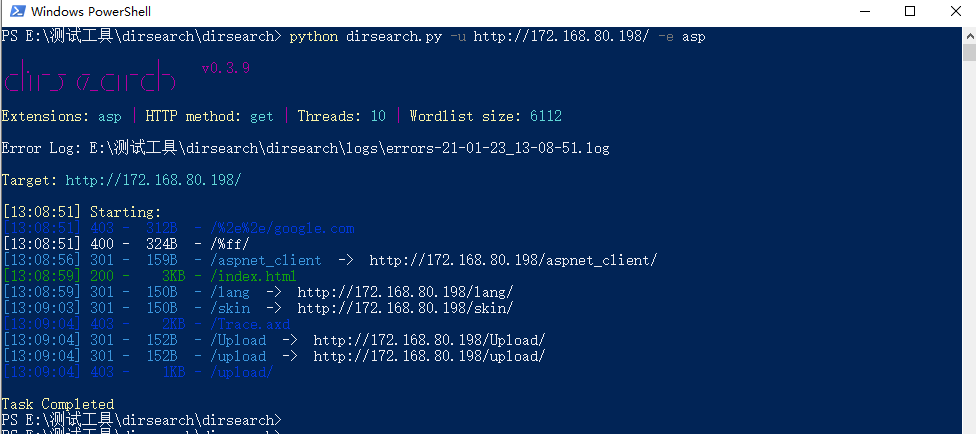 Windows PowerShell
PS E:\测试工具\dirsearch\dirsearch> python dirsearch.py -u http://172.168.80.198/ -e asp
dirsearch v0.3.9
Extensions: asp | HTTP method: get | Threads: 10 | Wordlist size: 6112
Error Log: E:\测试工具\dirsearch\dirsearch\logs\errors-21-01-23_13-08-51.log
Target: http://172.168.80.198/
[13:08:51] Starting:
[13:08:51] 403 -  312B  - /%2e%2e/google.com
[13:08:51] 400 -  324B  - /%ff/
[13:08:56] 301 -  159B  - /aspnet_client  ->  http://172.168.80.198/aspnet_client/
[13:08:59] 200 -    3KB - /index.html
[13:08:59] 301 -  150B  - /lang  ->  http://172.168.80.198/lang/
[13:09:03] 301 -  150B  - /skin  ->  http://172.168.80.198/skin/
[13:09:04] 403 -    2KB - /Trace.axd
[13:09:04] 301 -  152B  - /Upload  ->  http://172.168.80.198/Upload/
[13:09:04] 301 -  152B  - /upload  ->  http://172.168.80.198/upload/
[13:09:04] 403 -    1KB - /upload/
Task Completed
PS E:\测试工具\dirsearch\dirsearch>
PS E:\测试工具\dirsearch\dirsearch>